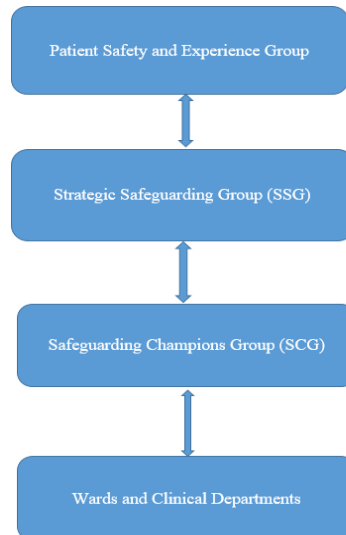 Patient Safety and Experience Group
Strategic Safeguarding Group (SSG)
Safeguarding Champions Group (SCG)
Wards and Clinical Departments